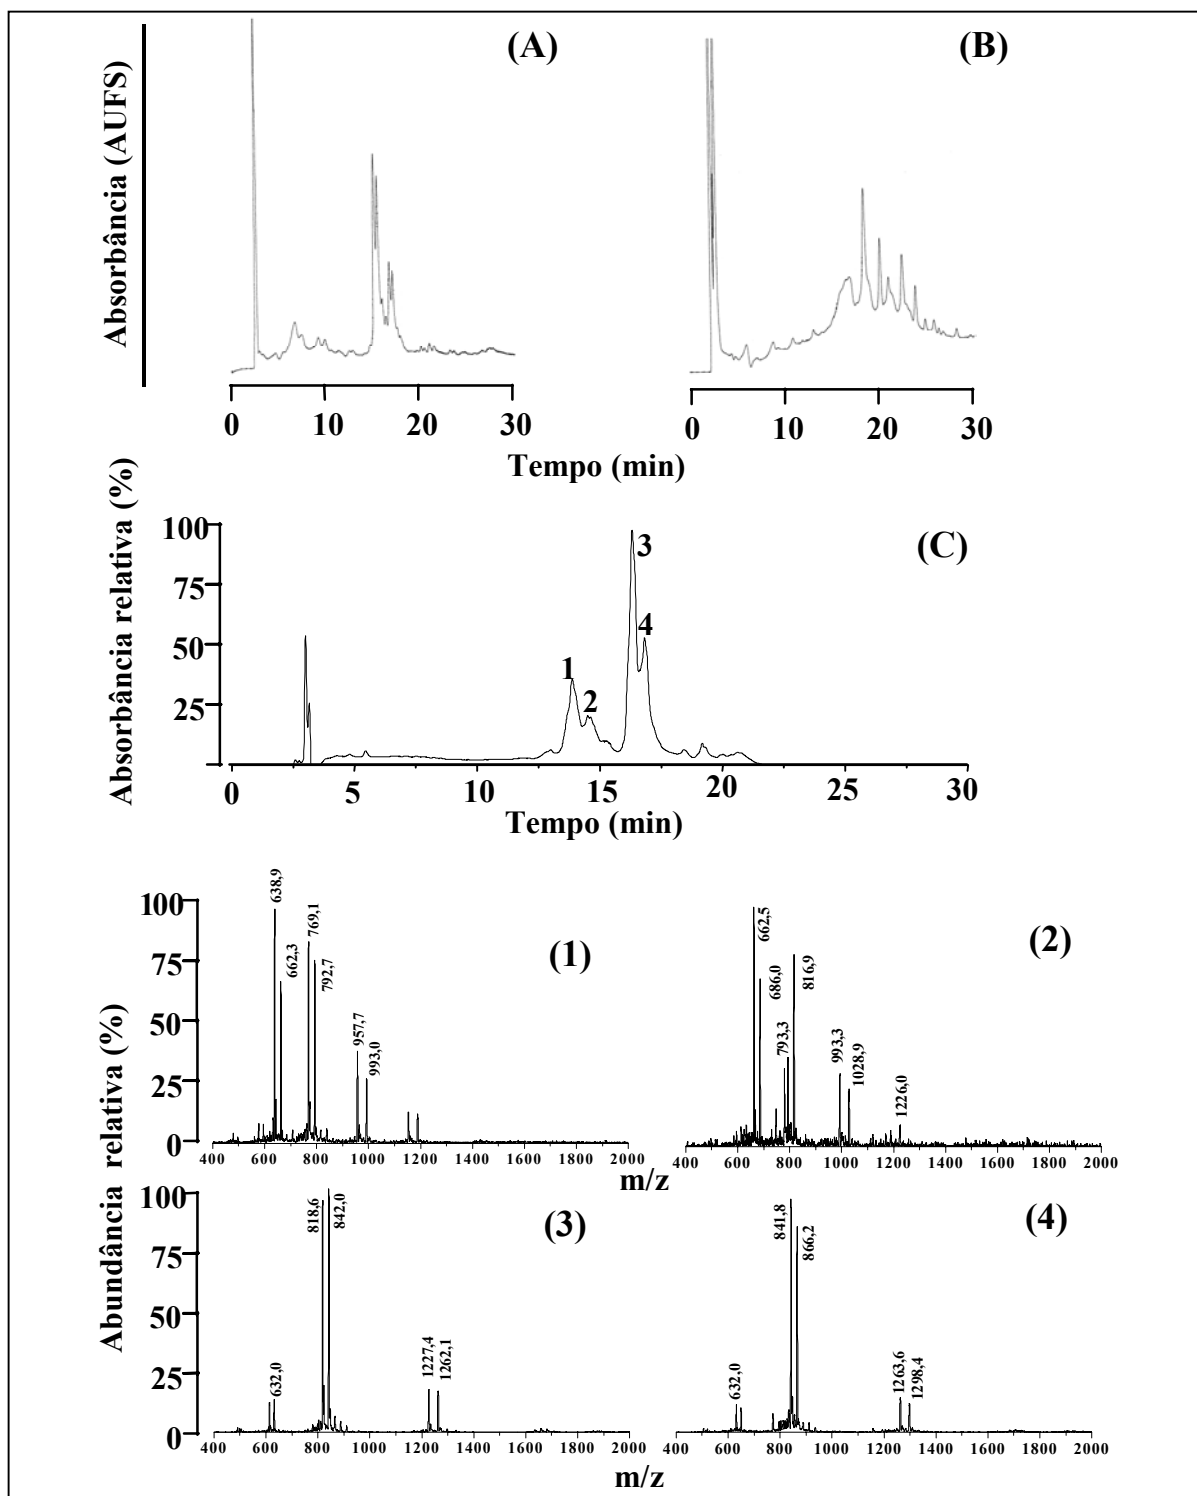 (A)
(B)
Absorbância (AUFS)
0 10 20 30
0 10 20 30
Tempo (min)
Absorbância relativa (%)
100
75
50
25
(C)
1
2
3
4
0 5 10 15 20 25 30
Tempo (min)
Abundância relativa (%)
100
75
50
25
0
638,9
662,3
769,1
792,7
957,7
993,0
(1)
400 600 800 1000 1200 1400 1600 1800 2000
662,5
686,0
793,3
816,9
993,3
1028,9
1226,0
(2)
400 600 800 1000 1200 1400 1600 1800 2000
m/z
100
75
50
25
0
632,0
818,6
842,0
1227,4
1262,1
(3)
400 600 800 1000 1200 1400 1600 1800 2000
632,0
841,8
866,2
1263,6
1298,4
(4)
400 600 800 1000 1200 1400 1600 1800 2000
m/z